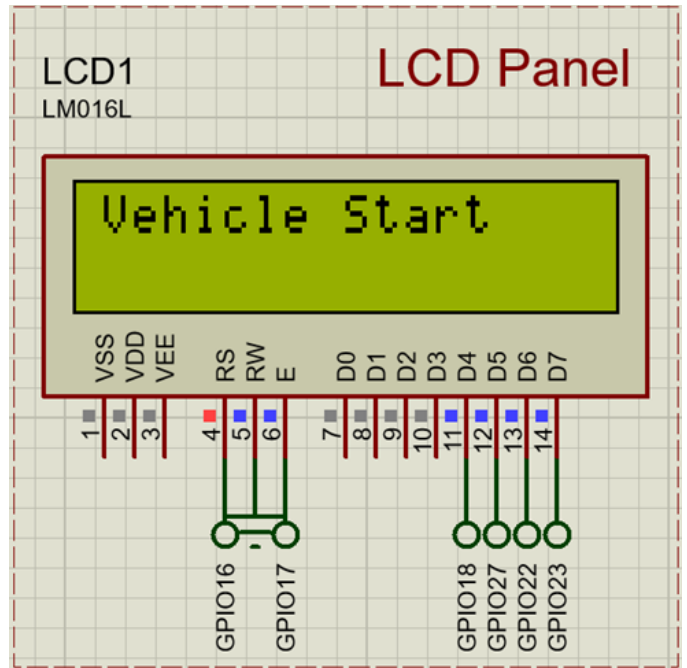 LCD1
LCD Panel
LM016L
Vehicle Start
VSS VDD VEE RS RW E D0 D1 D2 D3 D4 D5 D6 D7
1 2 3 4 5 6 7 8 9 10 11 12 13 14
GPIO16 GPIO17 GPIO18 GPIO27 GPIO22 GPIO23